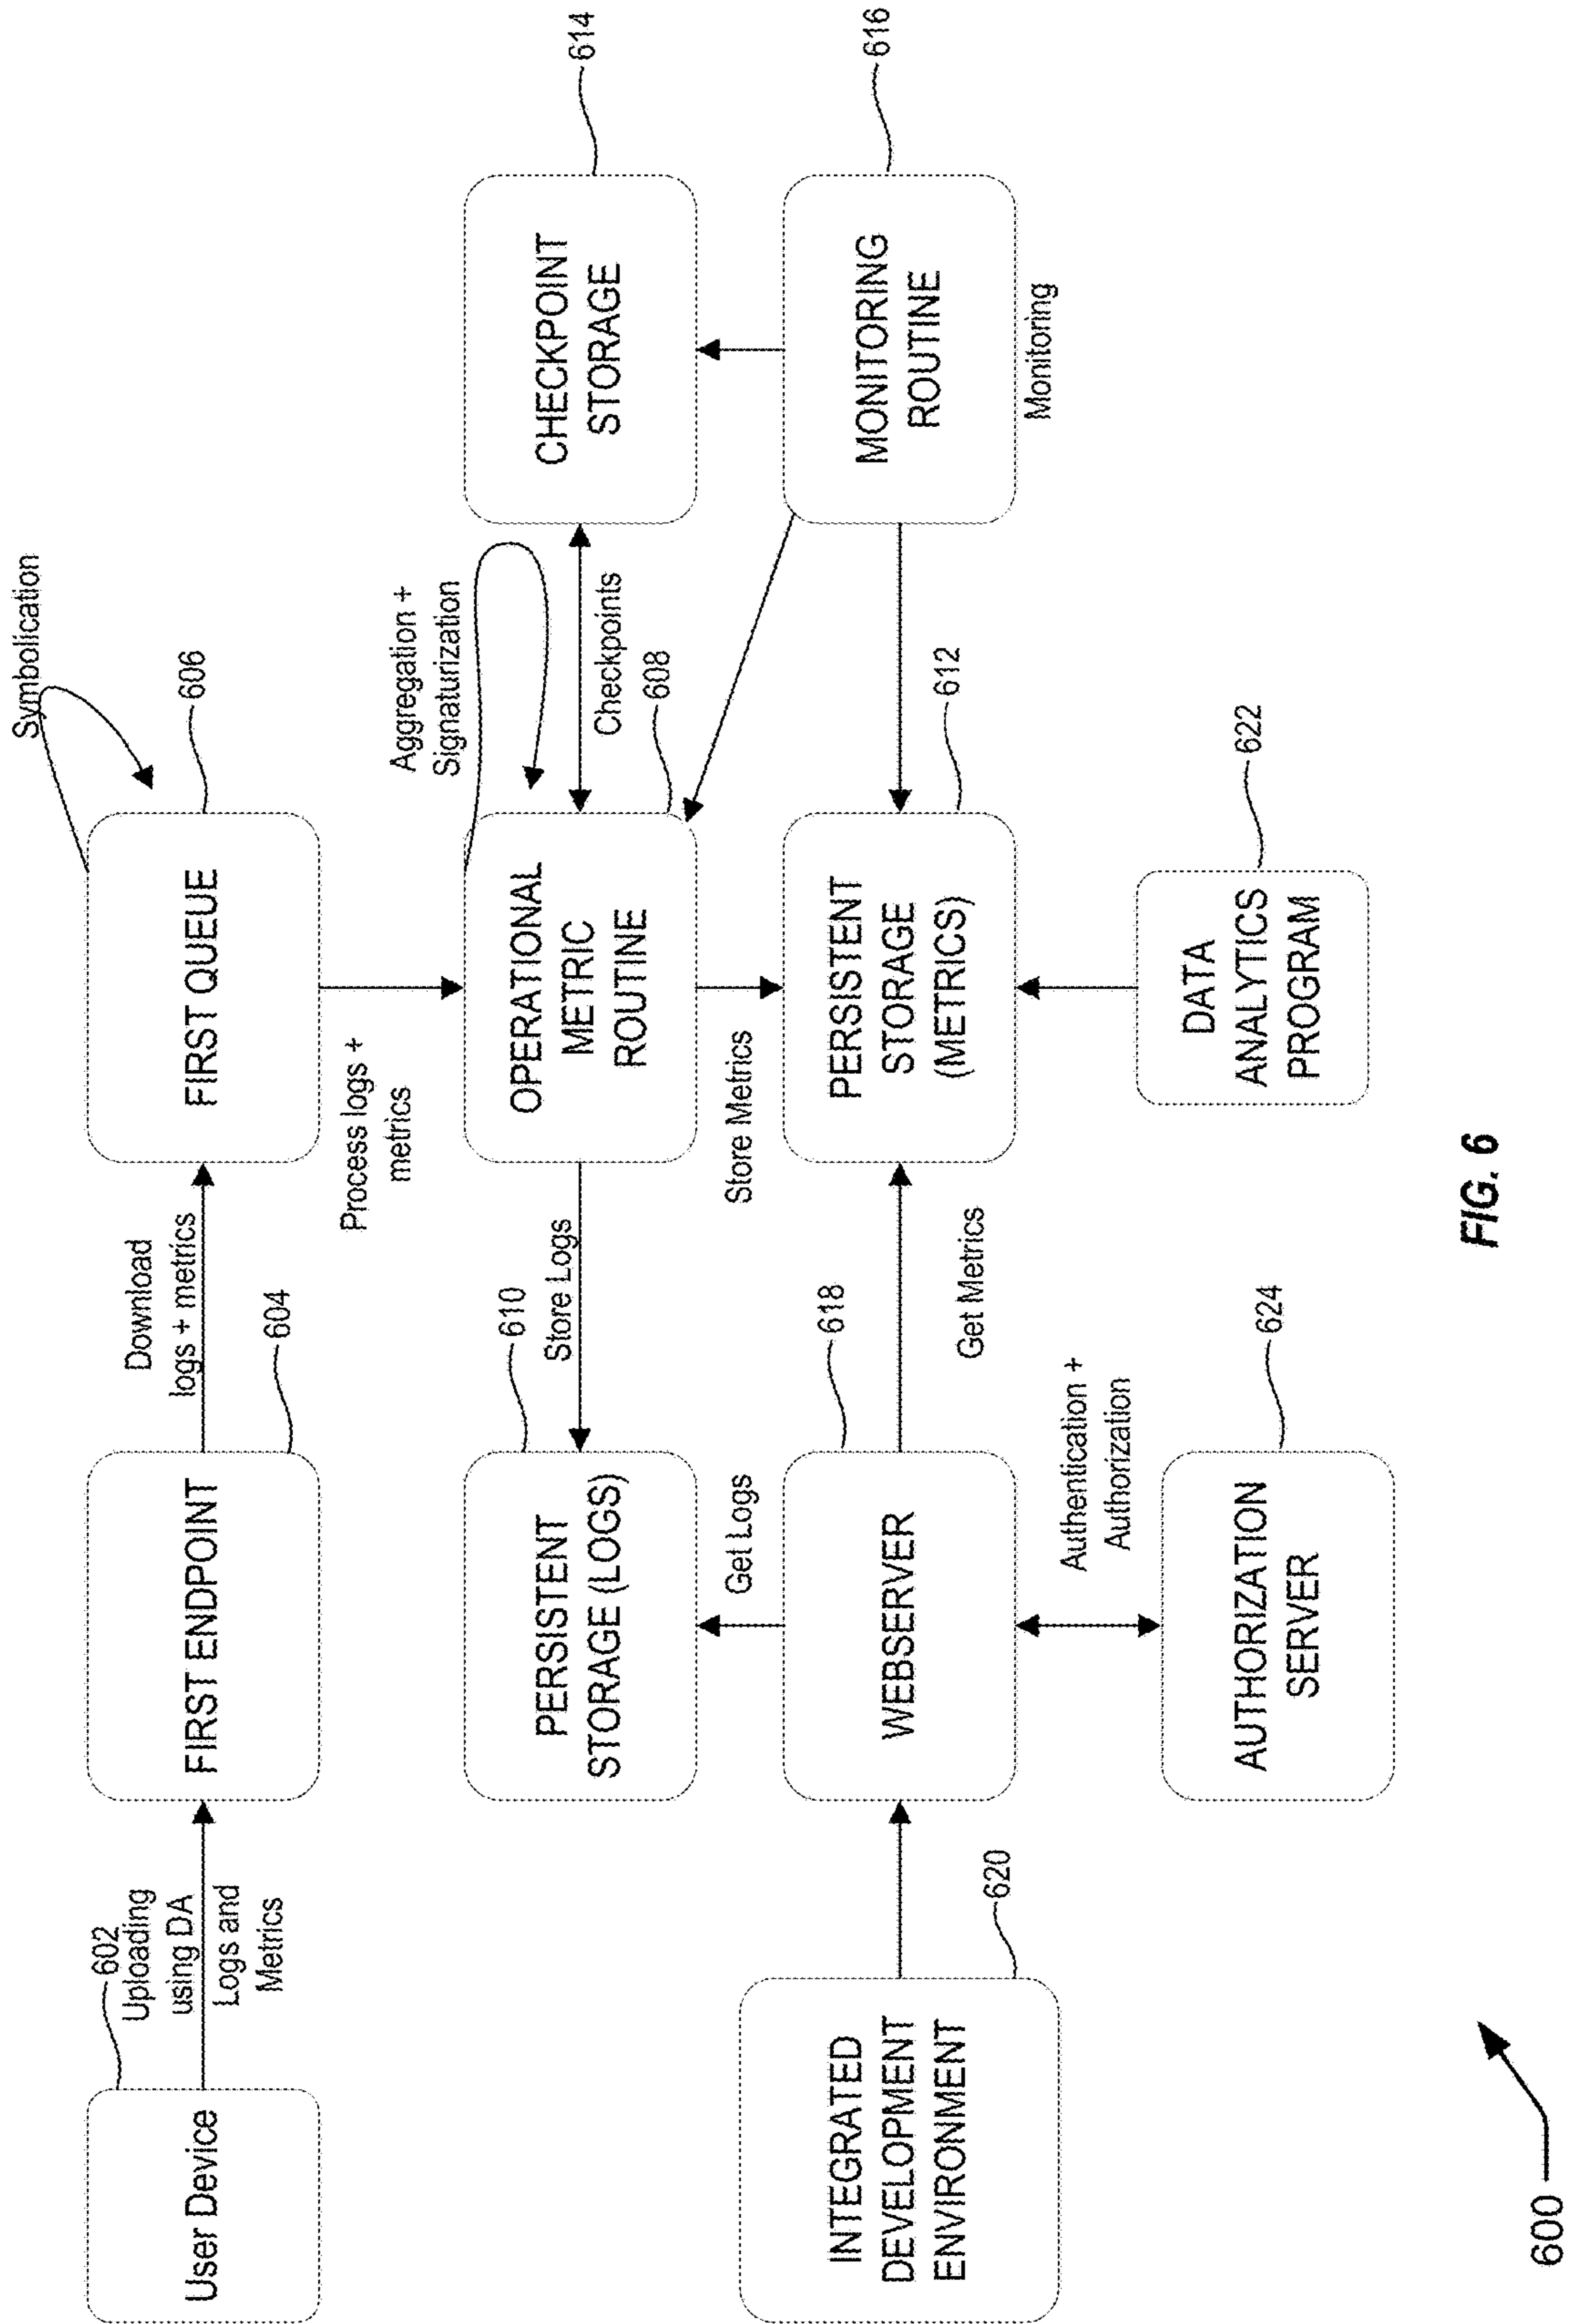 Symbolication
602
Uploading
using DA
Logs and
Metrics
User Device
FIRST ENDPOINT
604
Download
logs + metrics
FIRST QUEUE
606
Process logs +
metrics
Aggregation +
Signaturization
614
PERSISTENT
STORAGE (LOGS)
610
Store Logs
OPERATIONAL
METRIC
ROUTINE
608
Checkpoints
CHECKPOINT
STORAGE
Get Logs
Store Metrics
616
INTEGRATED
DEVELOPMENT
ENVIRONMENT
620
WEBSERVER
618
Get Metrics
PERSISTENT
STORAGE
(METRICS)
612
MONITORING
ROUTINE
Monitoring
Authentication +
Authorization
AUTHORIZATION
SERVER
624
DATA
ANALYTICS
PROGRAM
622
600
FIG. 6